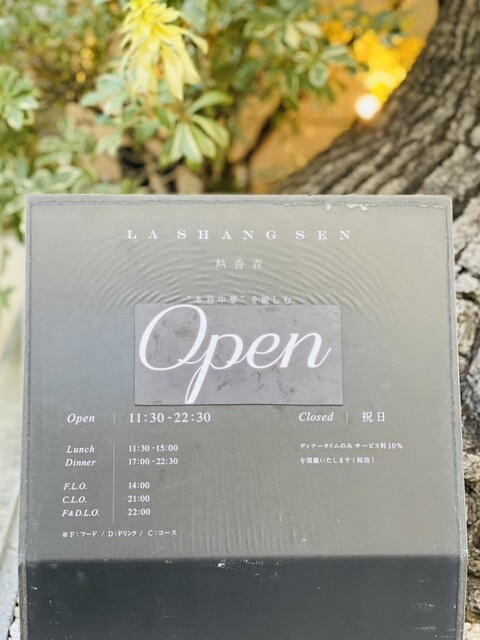 LA SHANG SEN
熱香森
"本格中華"を愉しむ
Open
Open 11:30-22:30
Closed 祝日
Lunch 11:30-15:00
Dinner 17:00-22:30
ディナータイムのみ サービス料10%
を頂戴いたします(税抜)
F.L.O. 14:00
C.L.O. 21:00
F&D.L.O. 22:00
※F:フード / D:ドリンク / C:コース